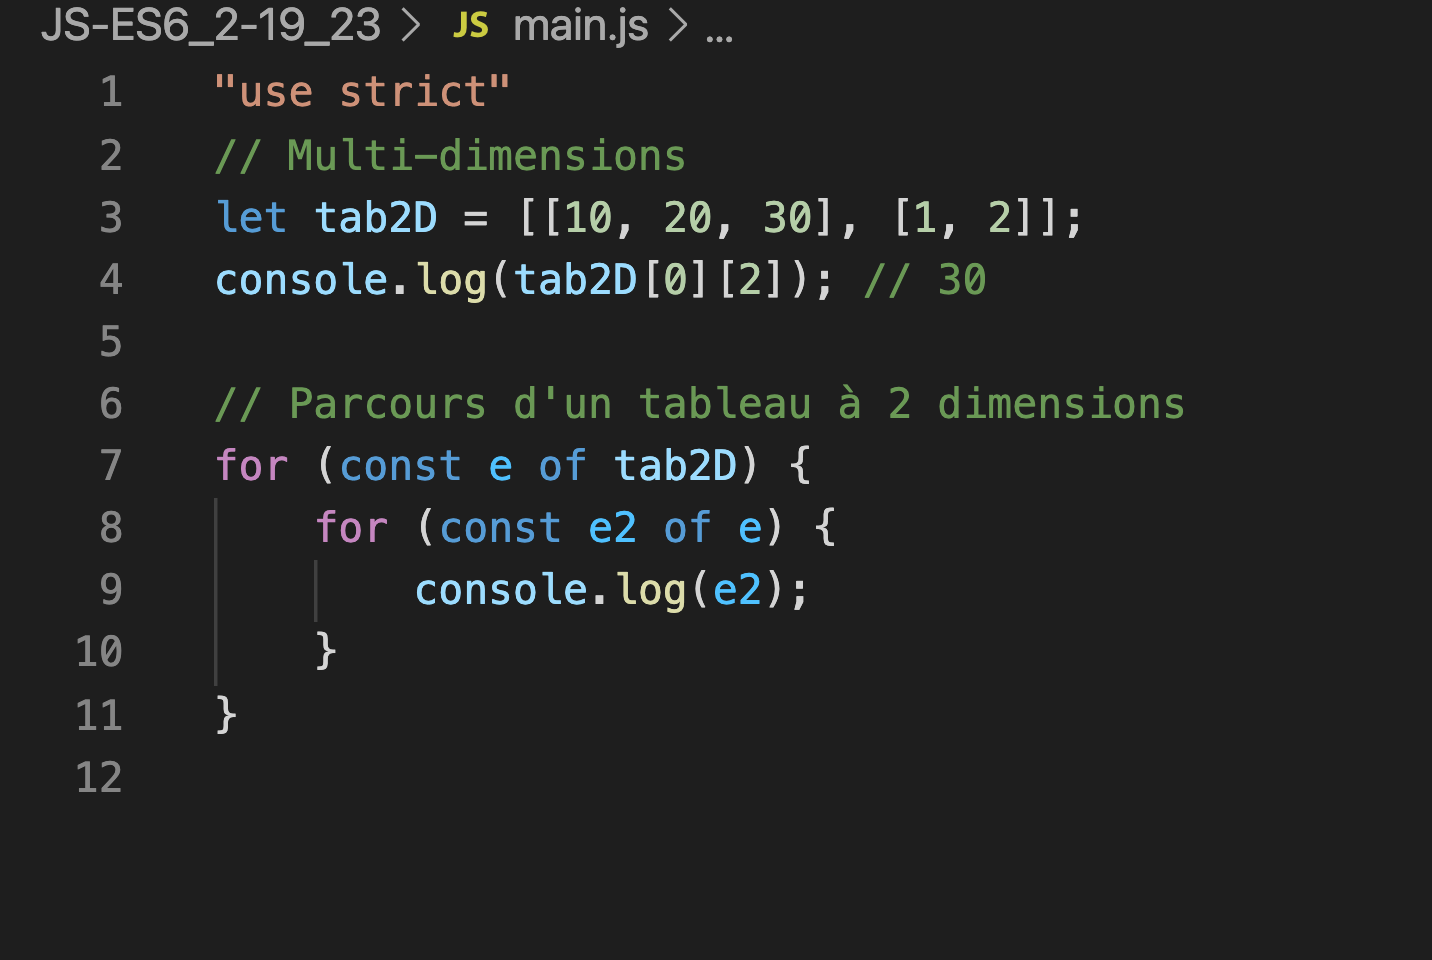 JS-ES6_2-19_23 > JS main.js > ...
1 "use strict"
2 // Multi-dimensions
3 let tab2D = [[10, 20, 30], [1, 2]];
4 console.log(tab2D[0][2]); // 30
5
6 // Parcours d'un tableau à 2 dimensions
7 for (const e of tab2D) {
8     for (const e2 of e) {
9         console.log(e2);
10     }
11 }
12